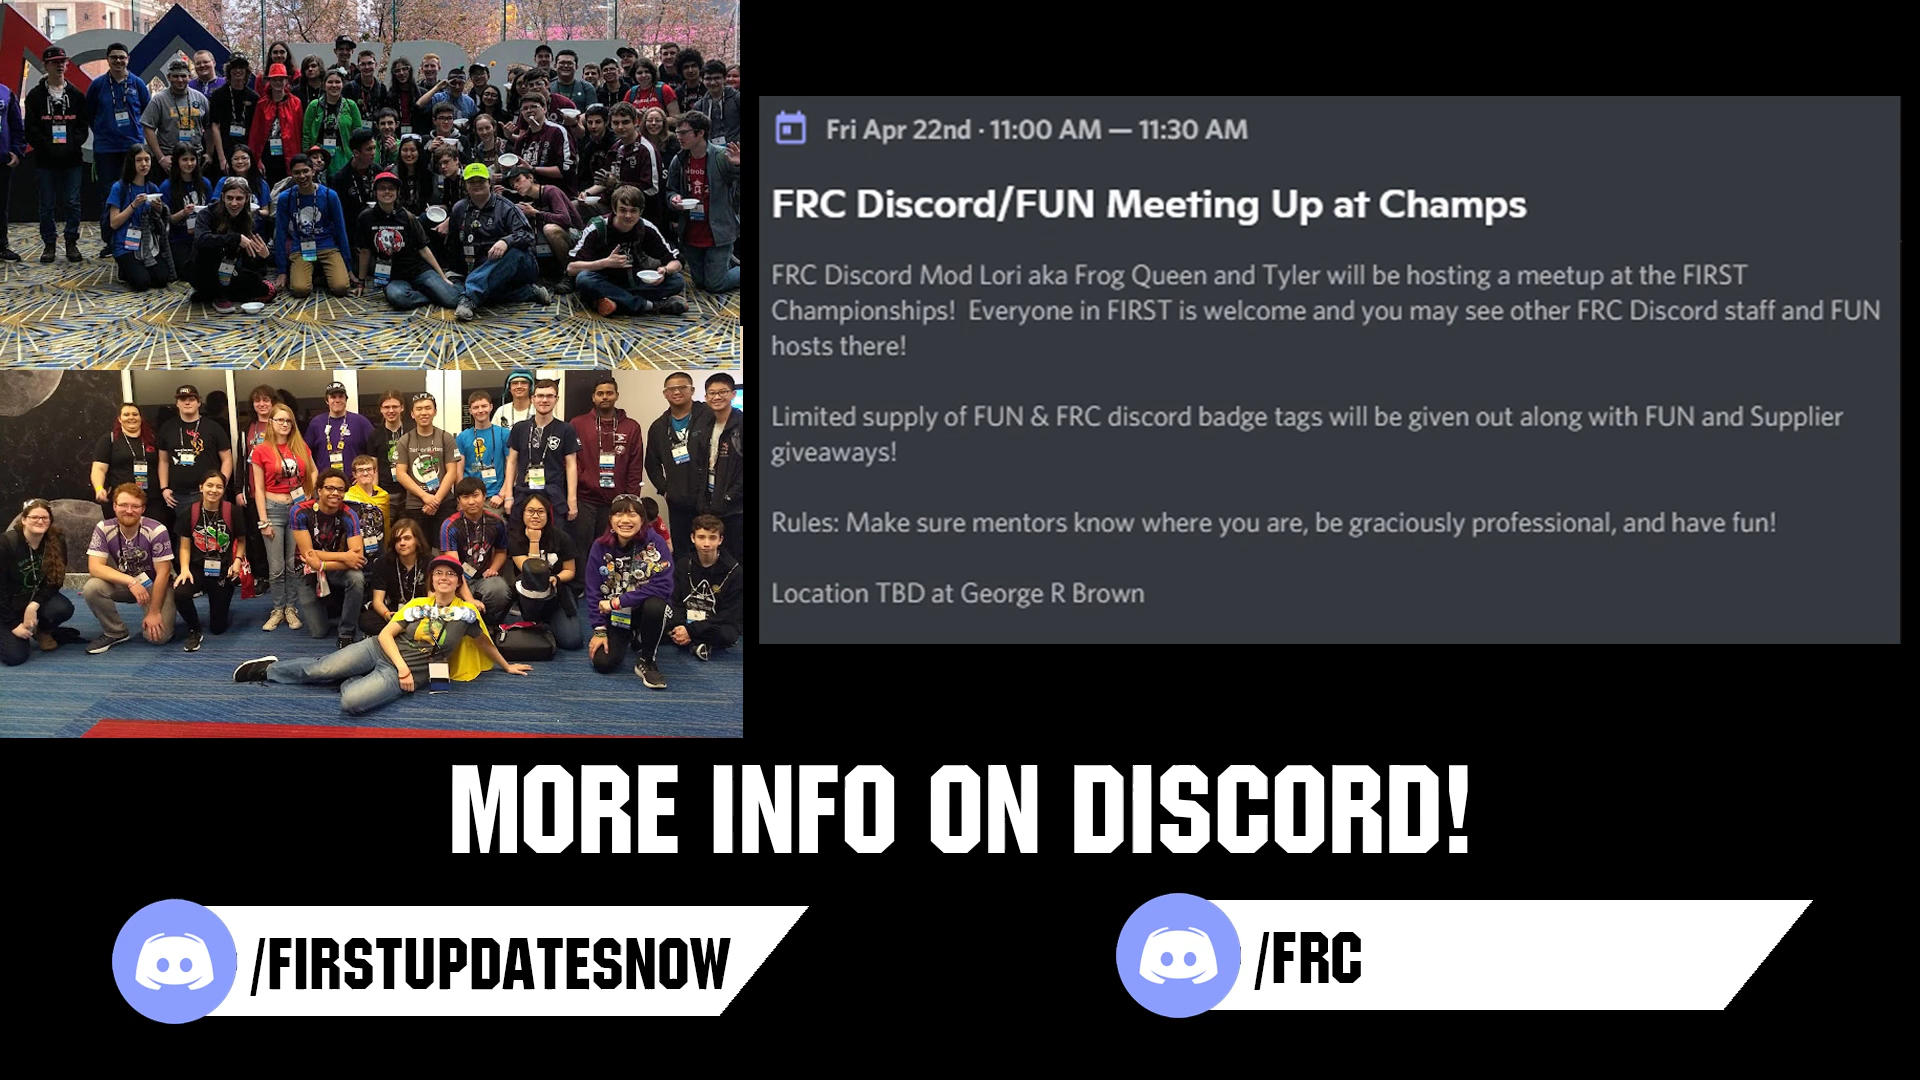 Fri Apr 22nd · 11:00 AM — 11:30 AM
FRC Discord/FUN Meeting Up at Champs
FRC Discord Mod Lori aka Frog Queen and Tyler will be hosting a meetup at the FIRST
Championships!  Everyone in FIRST is welcome and you may see other FRC Discord staff and FUN
hosts there!
Limited supply of FUN & FRC discord badge tags will be given out along with FUN and Supplier
giveaways!
Rules: Make sure mentors know where you are, be graciously professional, and have fun!
Location TBD at George R Brown
MORE INFO ON DISCORD!
/FIRSTUPDATESNOW
/FRC